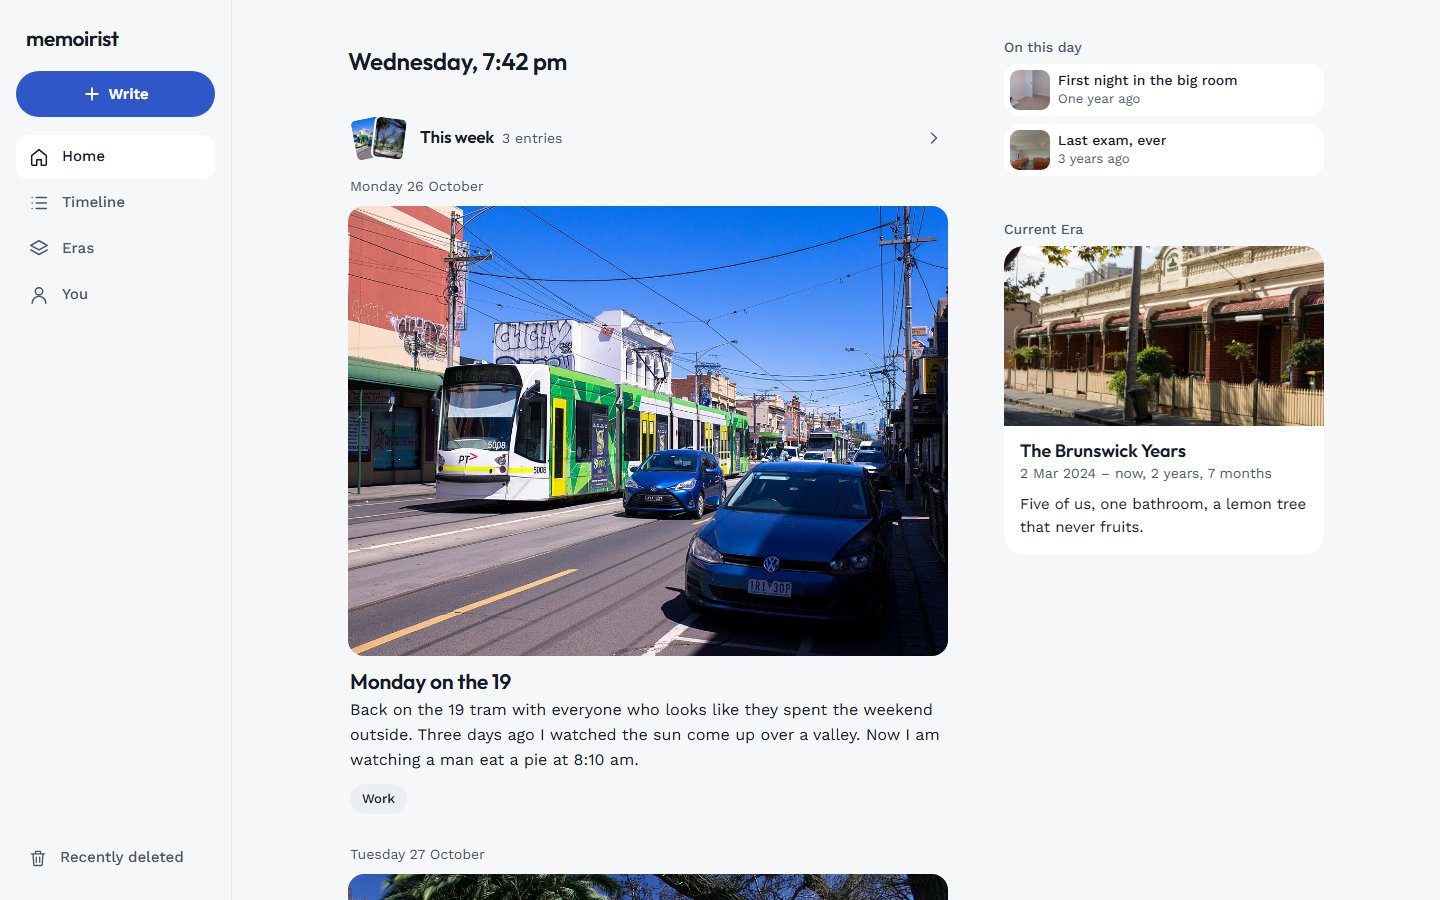 memoirist
Write
Home
Timeline
Eras
You
Recently deleted
Wednesday, 7:42 pm
This week 3 entries
Monday 26 October
5008
PT>
5008
1RI 3OP
Monday on the 19
Back on the 19 tram with everyone who looks like they spent the weekend
outside. Three days ago I watched the sun come up over a valley. Now I am
watching a man eat a pie at 8:10 am.
Work
Tuesday 27 October
On this day
First night in the big room
One year ago
Last exam, ever
3 years ago
Current Era
The Brunswick Years
2 Mar 2024 – now, 2 years, 7 months
Five of us, one bathroom, a lemon tree
that never fruits.